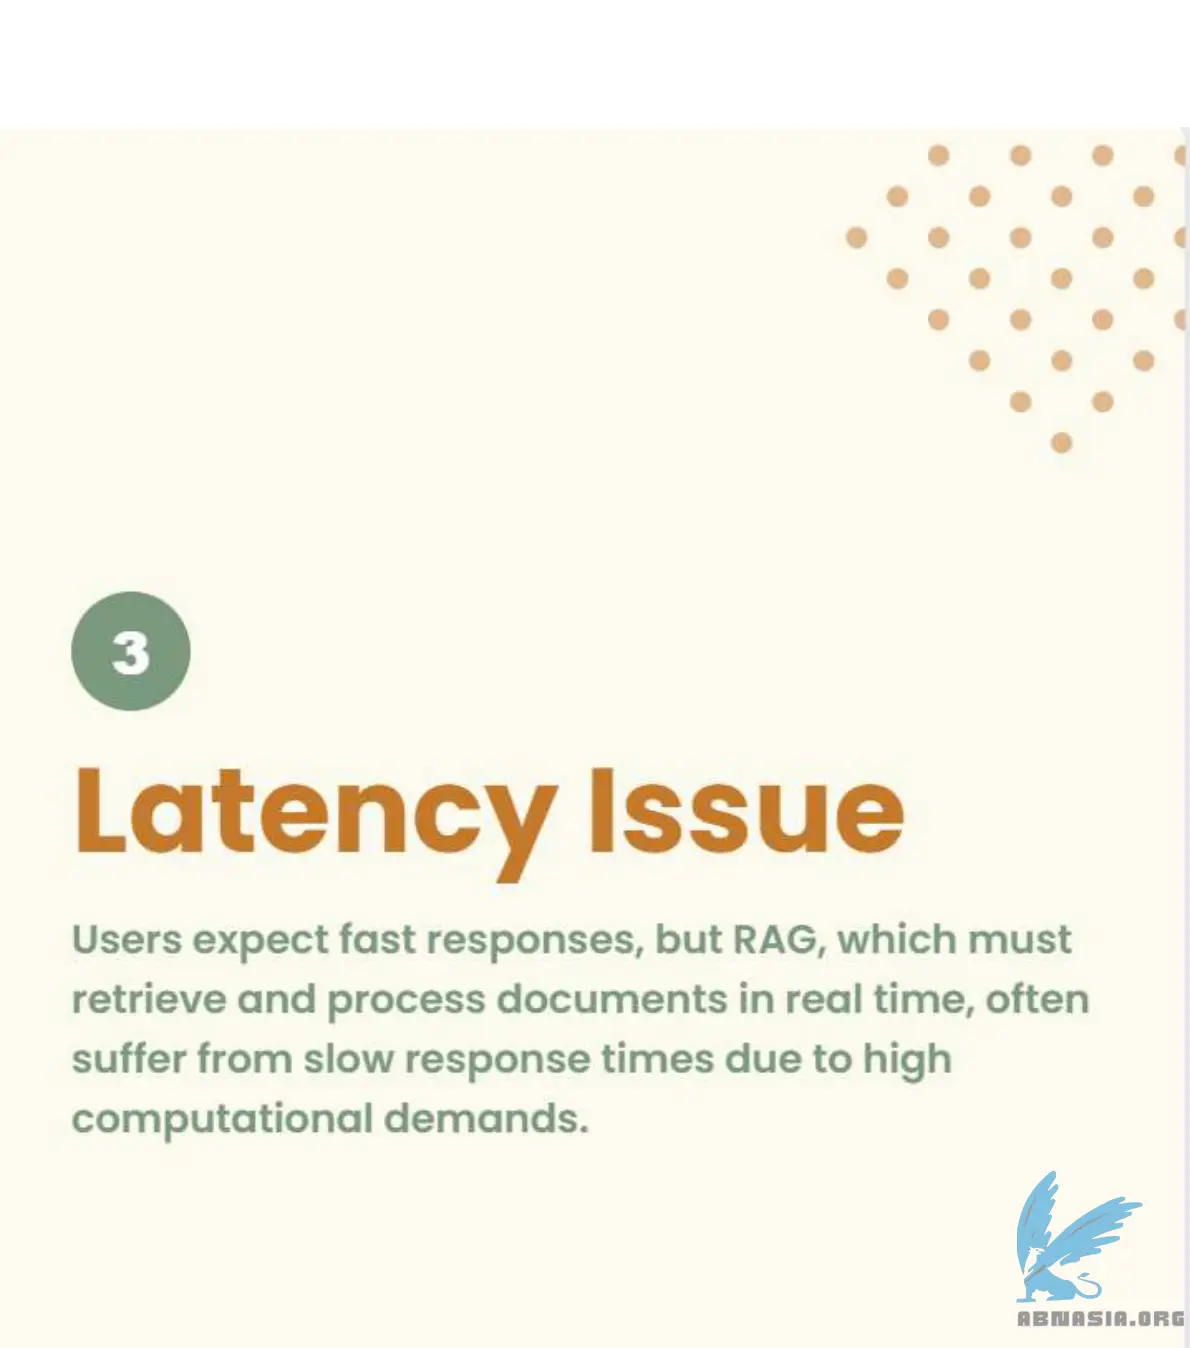 3
Latency Issue
Users expect fast responses, but RAG, which must
retrieve and process documents in real time, often
suffer from slow response times due to high
computational demands.
ABNASIA.ORG